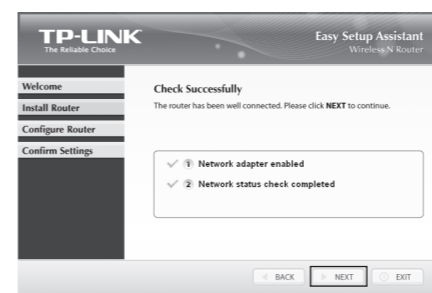 TP-LINK
The Reliable Choice
Easy Setup Assistant
Wireless N Router
Welcome
Install Router
Configure Router
Confirm Settings
Check Successfully
The router has been well connected. Please click NEXT to continue.
1 Network adapter enabled
2 Network status check completed
BACK
NEXT
EXIT